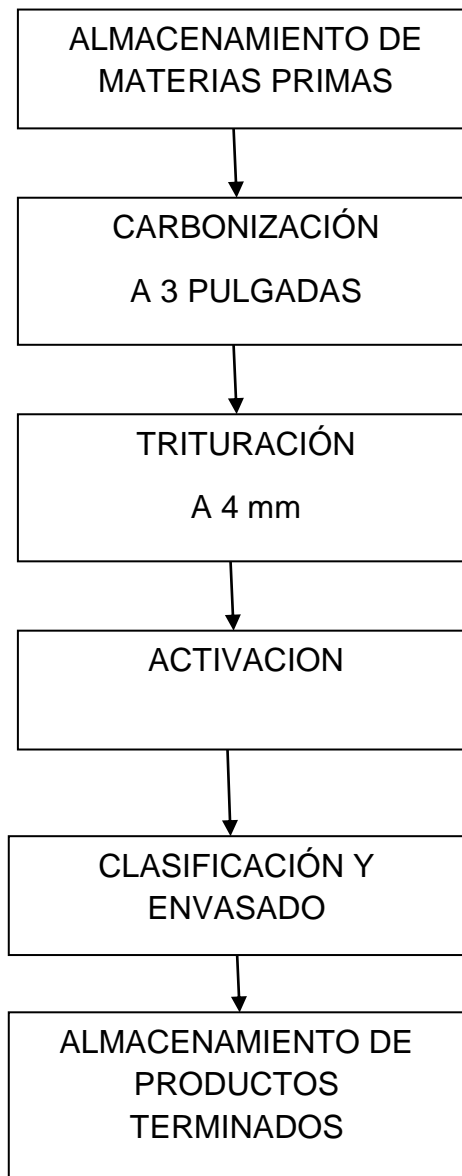 ALMACENAMIENTO DE
MATERIAS PRIMAS
CARBONIZACIÓN
A 3 PULGADAS
TRITURACIÓN
A 4 mm
ACTIVACION
CLASIFICACIÓN Y
ENVASADO
ALMACENAMIENTO DE
PRODUCTOS
TERMINADOS